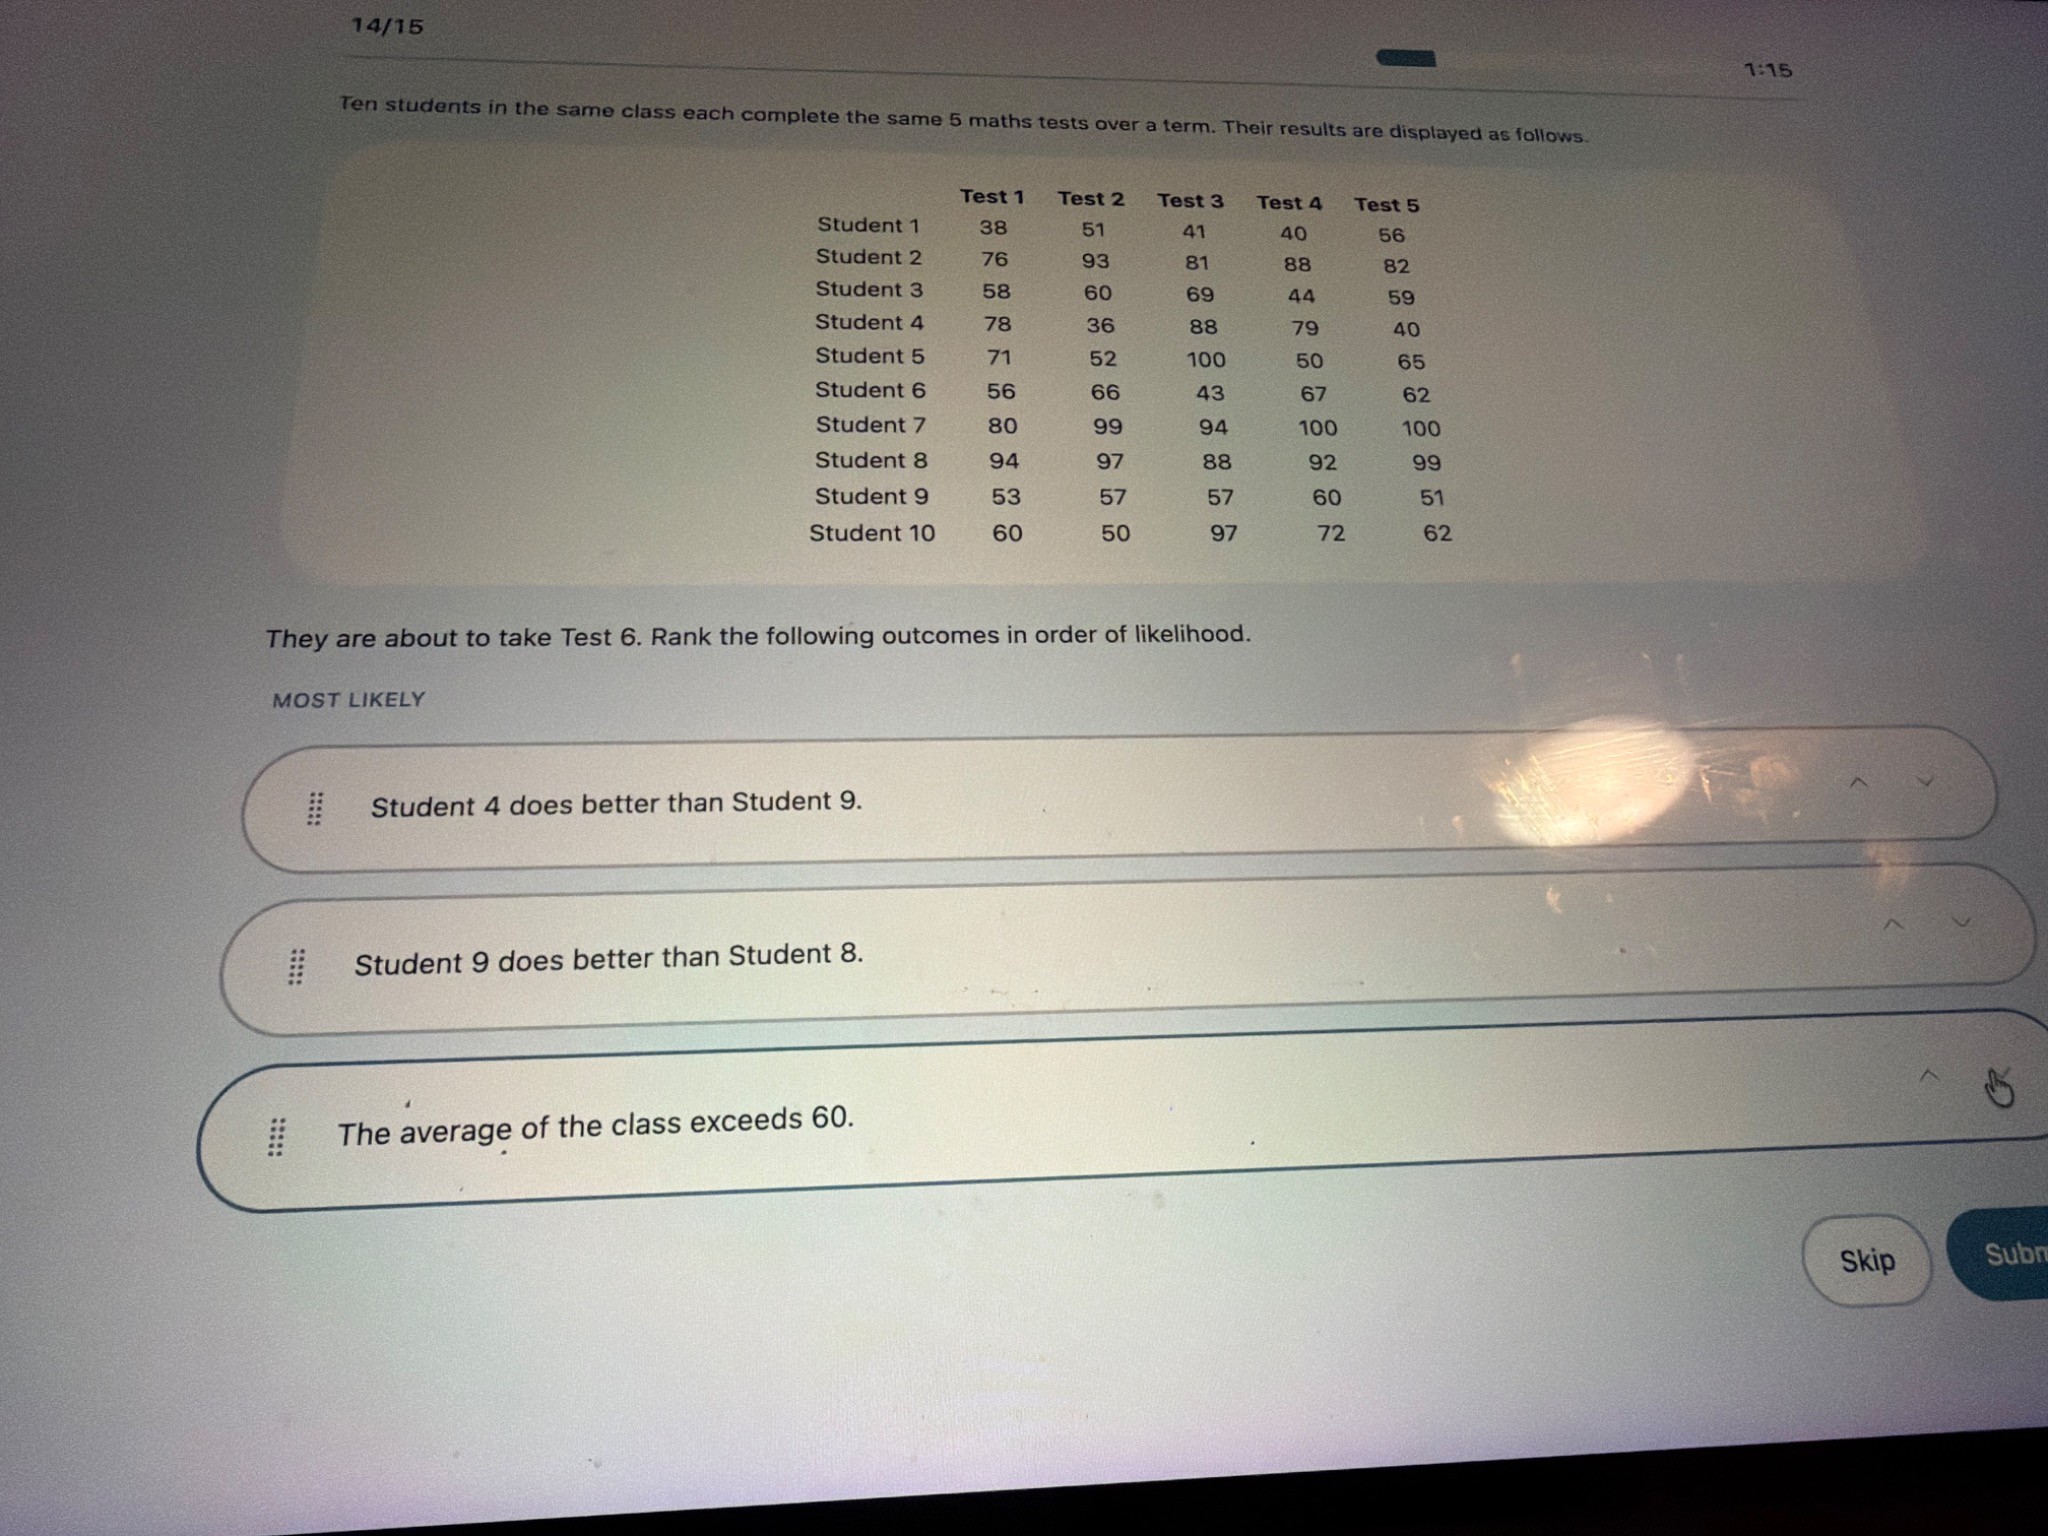 14/15
1:15
Ten students in the same class each complete the same 5 maths tests over a term. Their results are displayed as follows.
Test 1 Test 2 Test 3 Test 4 Test 5
Student 1 38 51 41 40 56
Student 2 76 93 81 88 82
Student 3 58 60 69 44 59
Student 4 78 36 88 79 40
Student 5 71 52 100 50 65
Student 6 56 66 43 67 62
Student 7 80 99 94 100 100
Student 8 94 97 88 92 99
Student 9 53 57 57 60 51
Student 10 60 50 97 72 62
They are about to take Test 6. Rank the following outcomes in order of likelihood.
MOST LIKELY
Student 4 does better than Student 9.
Student 9 does better than Student 8.
The average of the class exceeds 60.
Skip